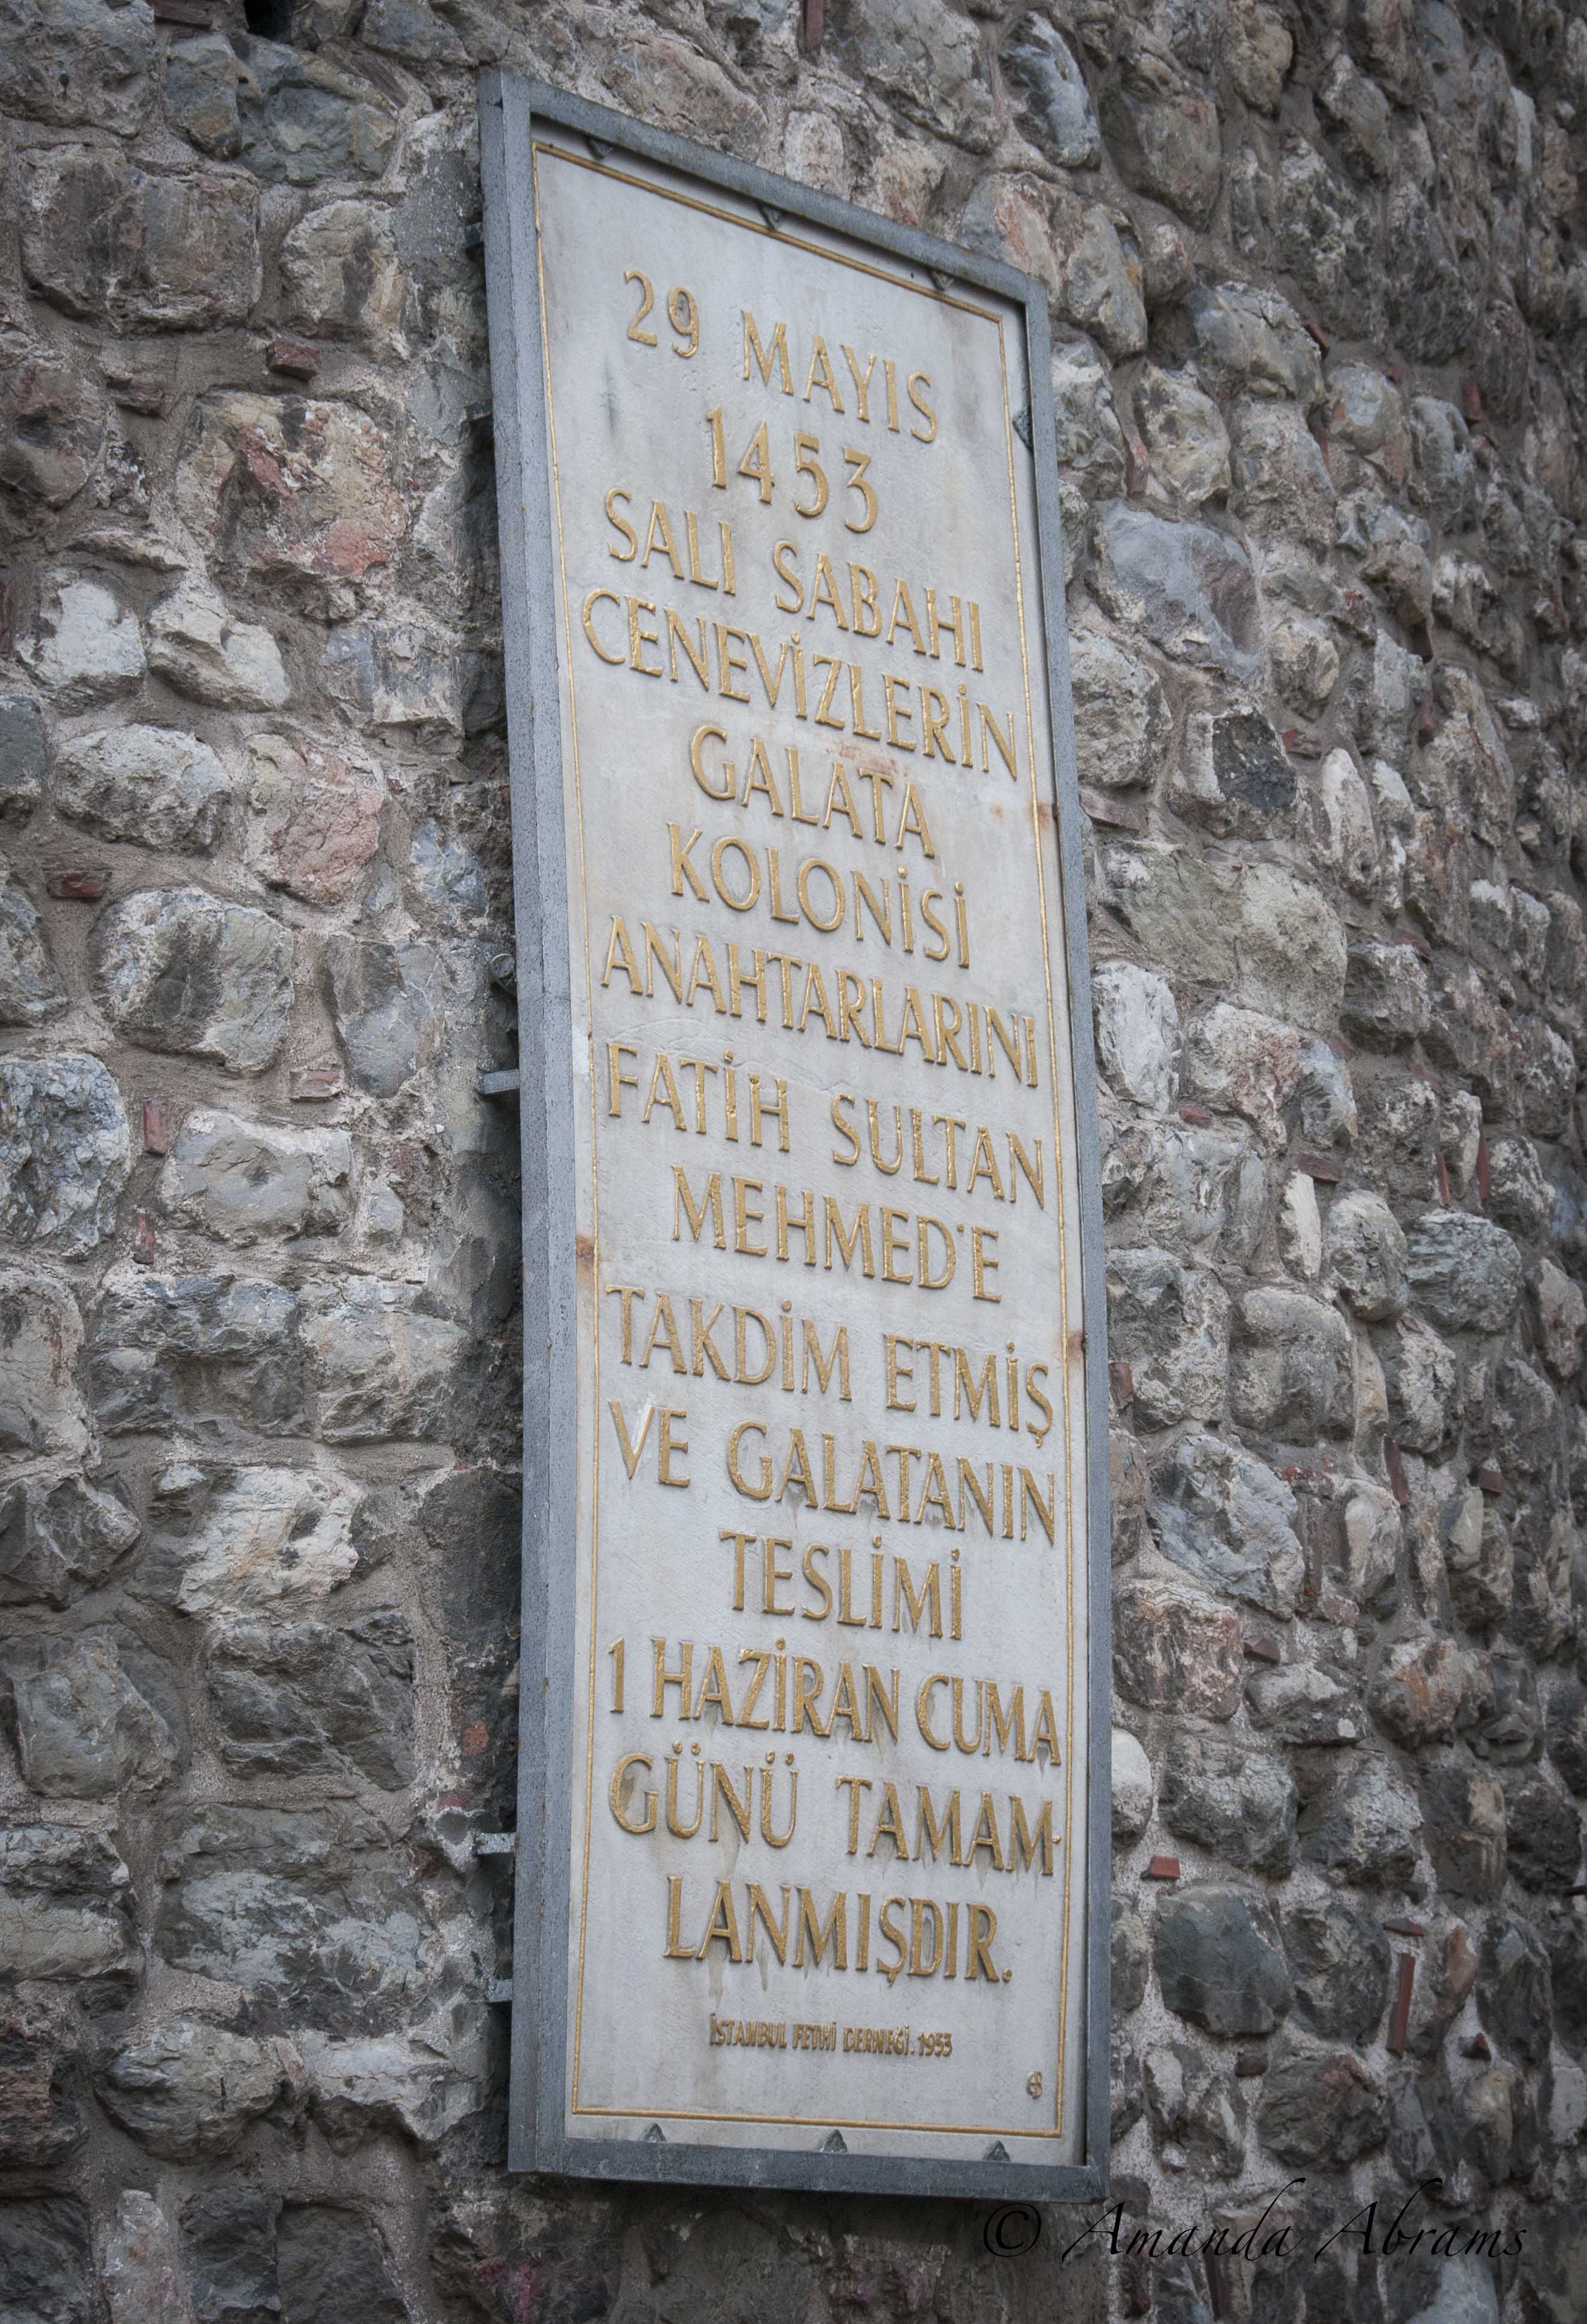 29 MAYIS
1453
SALI SABAHI
CENEVİZLERİN
GALATA
KOLONİSİ
ANAHTARLARINI
FATİH SULTAN
MEHMED'E
TAKDİM ETMİŞ
VE GALATANIN
TESLİMİ
1 HAZİRAN CUMA
GÜNÜ TAMAM-
LANMIŞDIR.
İSTANBUL FETHİ DERNEĞİ. 1953
© Amanda Abrams